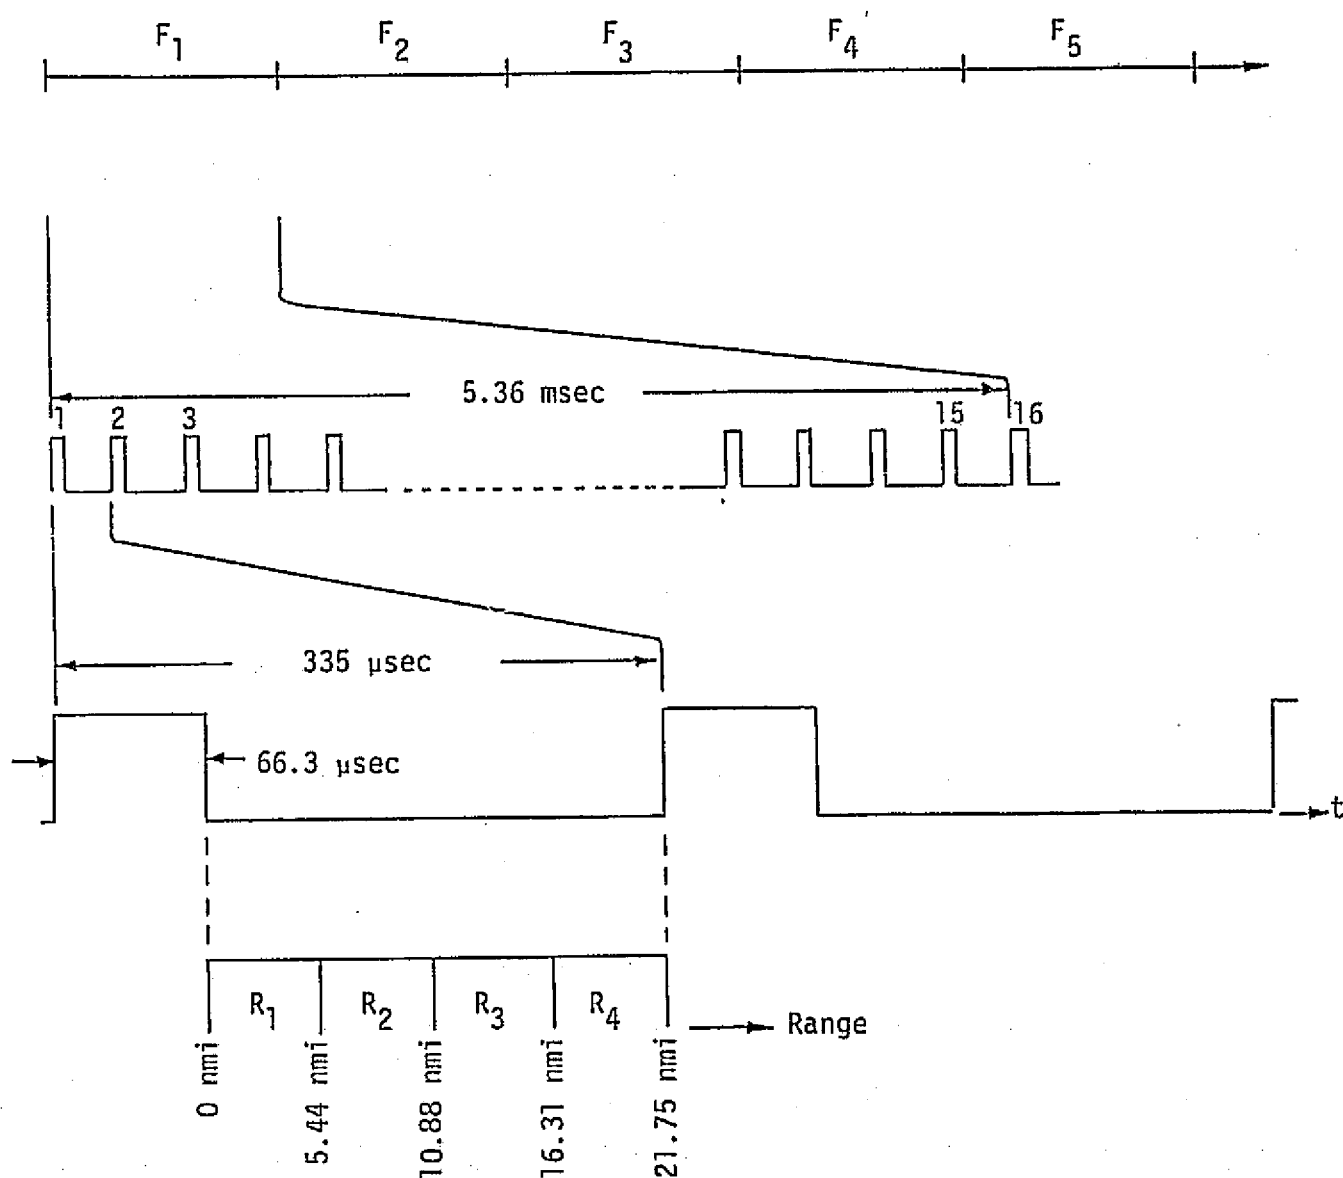 F1 F2 F3 F4 F5
5.36 msec
1 2 3 15 16
335 μsec
66.3 μsec
t
R1 R2 R3 R4
Range
0 nmi
5.44 nmi
10.88 nmi
16.31 nmi
21.75 nmi